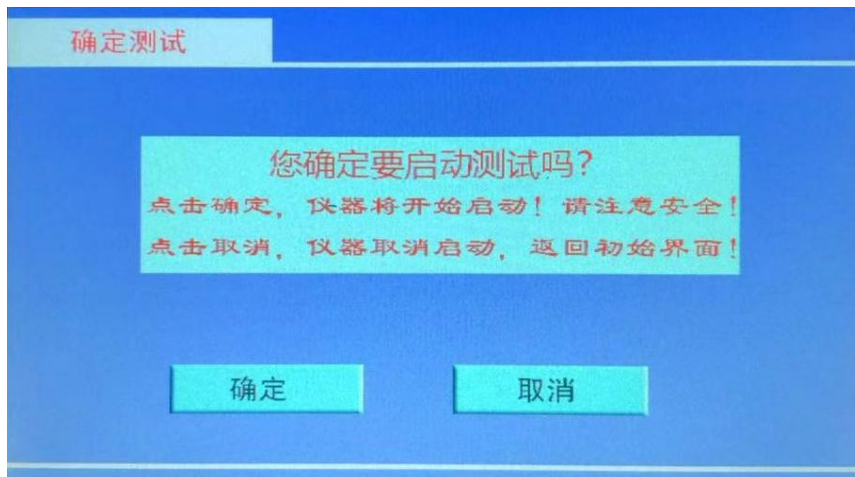 确定测试
您确定要启动测试吗？
点击确定，仪器将开始启动！请注意安全！
点击取消，仪器取消启动，返回初始界面！
确定
取消